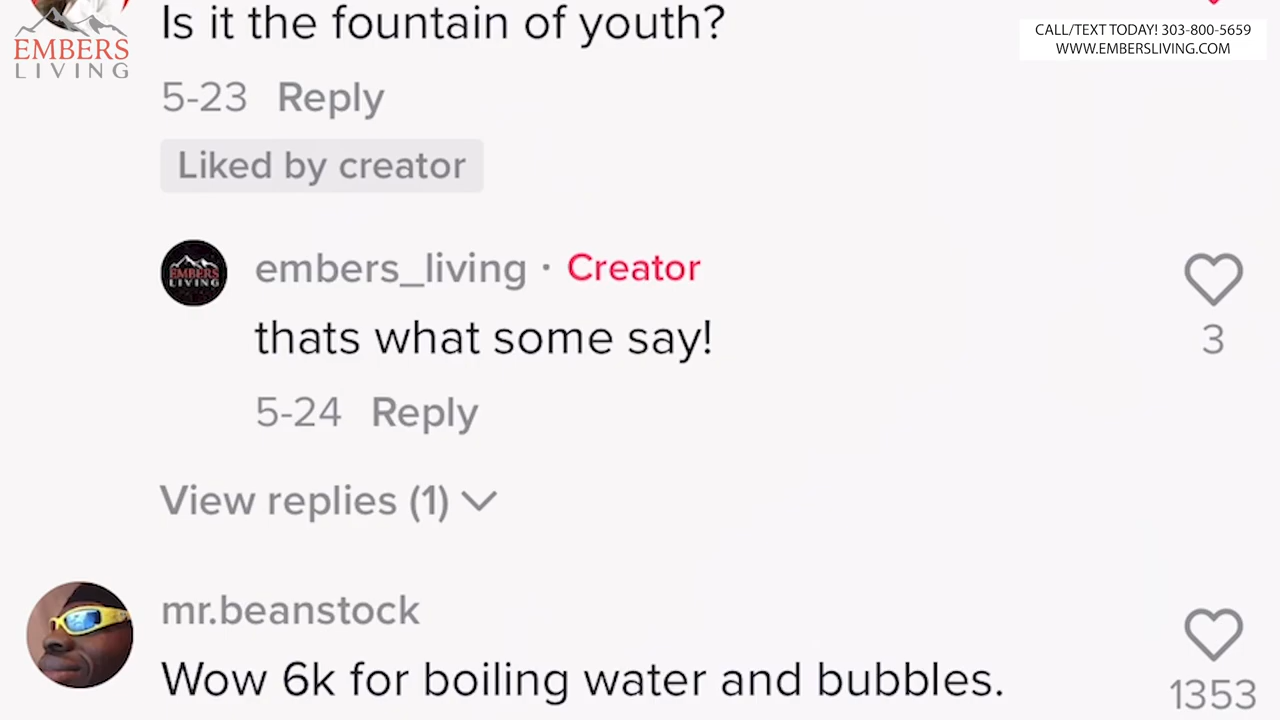 Is it the fountain of youth?
EMBERS
LIVING
CALL/TEXT TODAY! 303-800-5659
WWW.EMBERSLIVING.COM
5-23 Reply
Liked by creator
EMBERS
LIVING
embers_living · Creator
thats what some say!
3
5-24 Reply
View replies (1)
mr.beanstock
Wow 6k for boiling water and bubbles.
1353